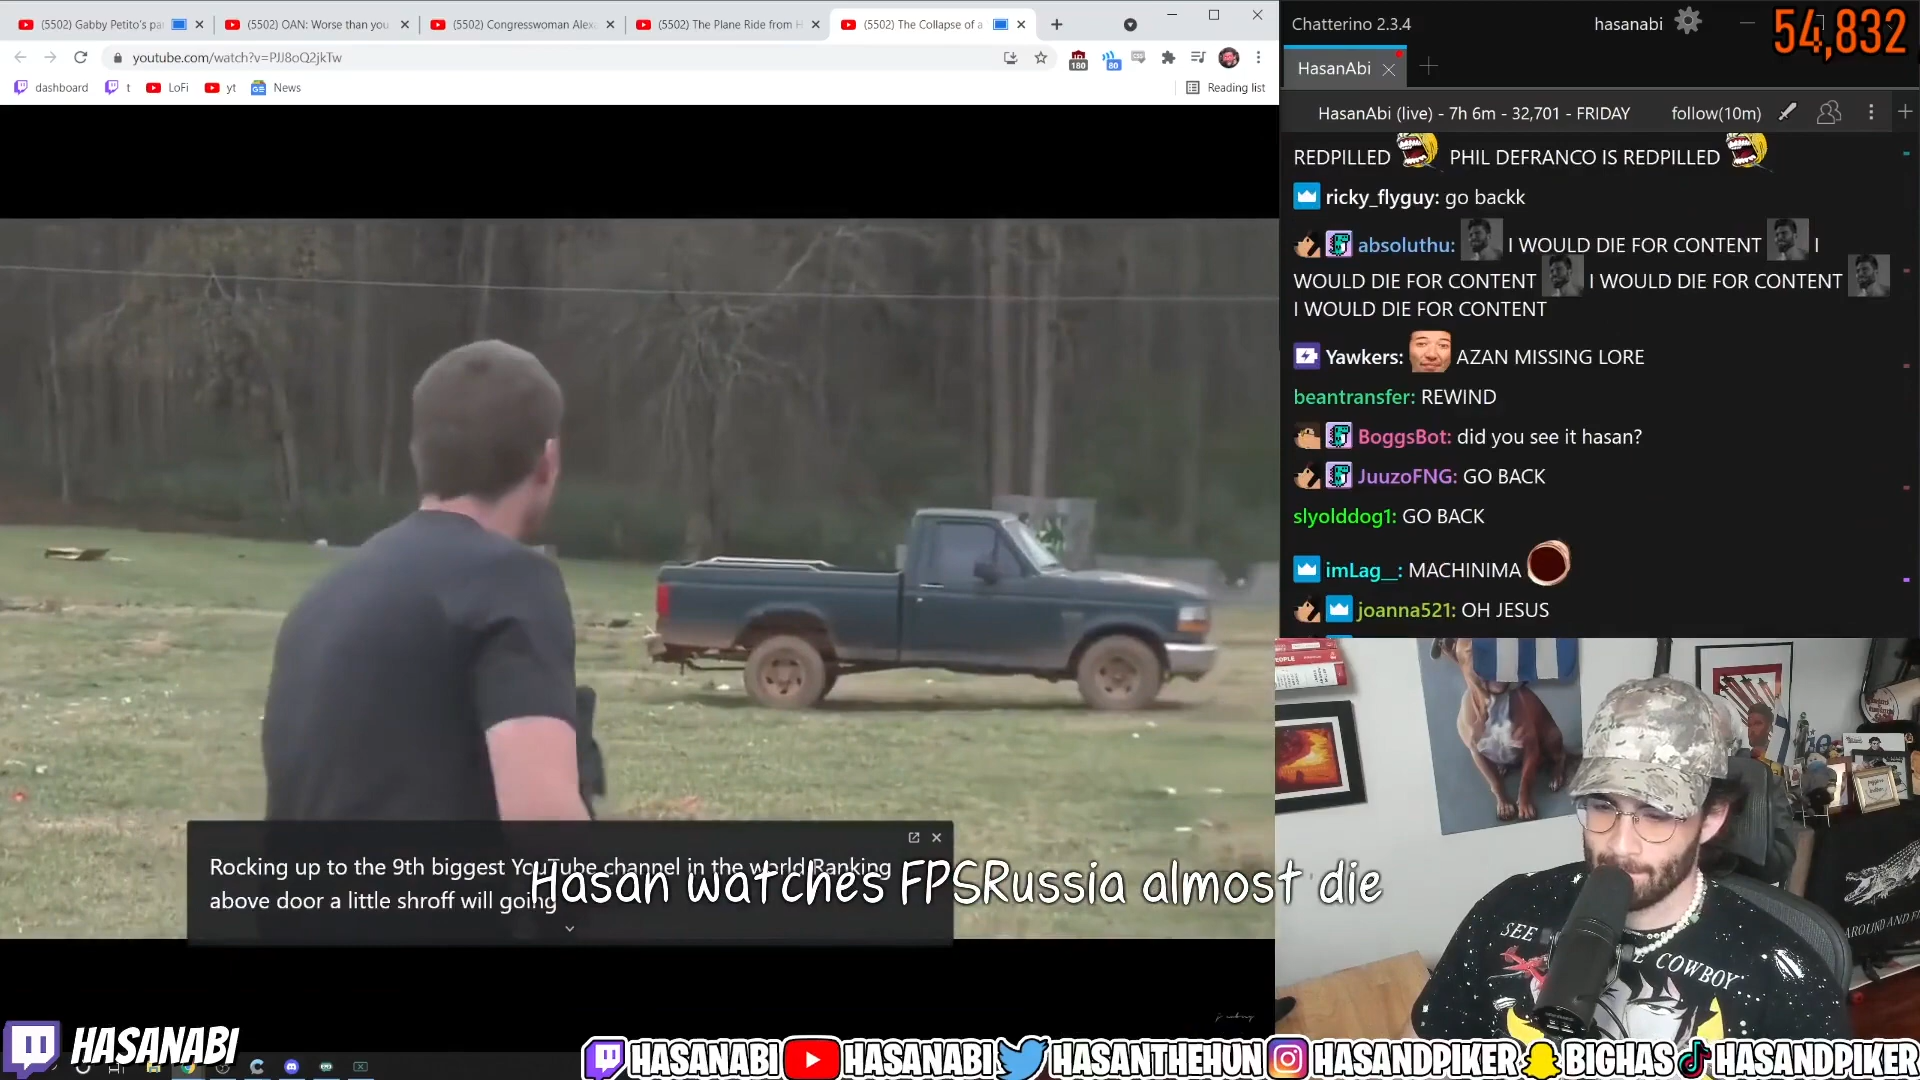 (5502) Gabby Petito's pa
(5502) OAN: Worse than you
(5502) Congresswoman Alex
(5502) The Plane Ride from H
(5502) The Collapse of a
youtube.com/watch?v=PJJ8oQ2jkTw
180
80
dashboard
t
LoFi
yt
News
Reading list
Rocking up to the 9th biggest YouTube channel in the world Ranking
above door a little shroff will going
Hasan watches FPSRussia almost die
Chatterino 2.3.4
hasanabi
54,832
HasanAbi
HasanAbi (live) - 7h 6m - 32,701 - FRIDAY
follow(10m)
REDPILLED PHIL DEFRANCO IS REDPILLED
ricky_flyguy: go backk
absoluthu: I WOULD DIE FOR CONTENT I
WOULD DIE FOR CONTENT I WOULD DIE FOR CONTENT
I WOULD DIE FOR CONTENT
Yawkers: AZAN MISSING LORE
beantransfer: REWIND
BoggsBot: did you see it hasan?
JuuzoFNG: GO BACK
slyolddog1: GO BACK
imLag__: MACHINIMA
joanna521: OH JESUS
PEOPLE
SEE
COWBOY
AROUND AND F
HASANABI
HASANABI HASANABI HASANTHEHUN HASANDPIKER BIGHAS HASANDPIKER